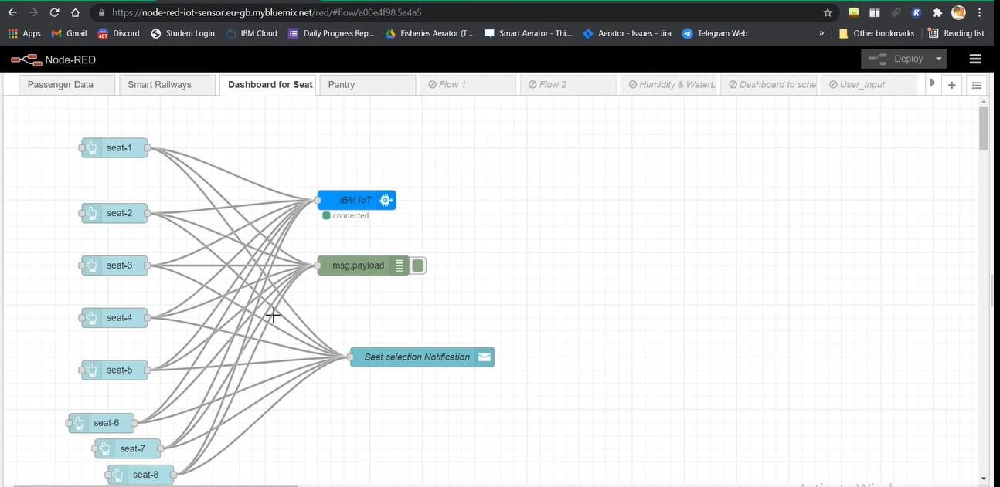 https://node-red-iot-sensor.eu-gb.mybluemix.net/red/#flow/a00e4f98.5a4a5
Apps Gmail 407 Discord Student Login IBM Cloud Daily Progress Rep... Fisheries Aerator (T... Smart Aerator - Thi... Aerator - Issues - Jira Telegram Web » Other bookmarks Reading list
Node-RED Deploy
Passenger Data Smart Railways Dashboard for Seat Pantry Flow 1 Flow 2 Humidity & WaterL Dashboard to sche User_Input
seat-1
IBM IoT
seat-2
connected
seat-3 msg.payload
seat-4
Seat selection Notification
seat-5
seat-6
seat-7
seat-8